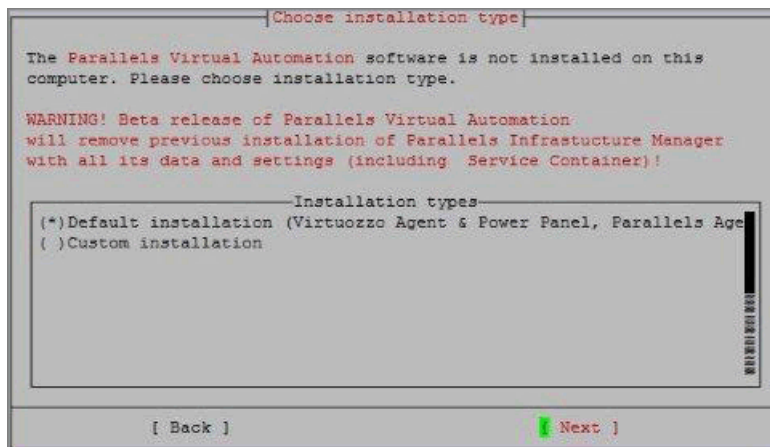 Choose installation type
The Parallels Virtual Automation software is not installed on this
computer. Please choose installation type.
WARNING! Beta release of Parallels Virtual Automation
will remove previous installation of Parallels Infrastucture Manager
with all its data and settings (including  Service Container)!
Installation types
(*)Default installation (Virtuozzo Agent & Power Panel, Parallels Age
( )Custom installation
[ Back ]
[ Next ]